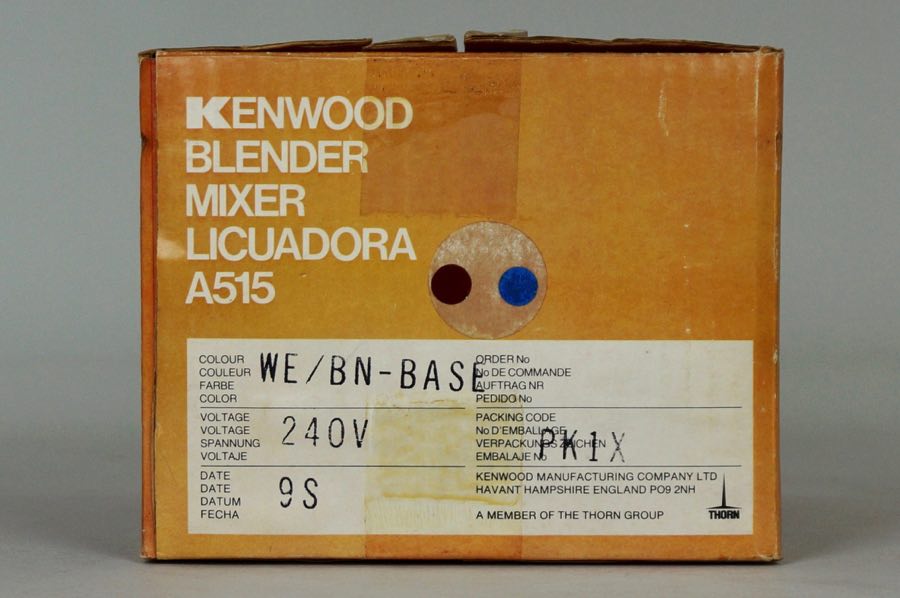 KENWOOD
BLENDER
MIXER
LICUADORA
A515
COLOUR
COULEUR
FARBE
COLOR
WE/BN-BASE
ORDER No
No DE COMMANDE
AUFTRAG NR
PEDIDO No
VOLTAGE
VOLTAGE
SPANNUNG
VOLTAJE
240V
PACKING CODE
No D'EMBALLAGE
VERPACKUNGSZEICHEN
EMBALAJE No
PK1X
DATE
DATE
DATUM
FECHA
9S
KENWOOD MANUFACTURING COMPANY LTD
HAVANT HAMPSHIRE ENGLAND PO9 2NH
A MEMBER OF THE THORN GROUP
THORN